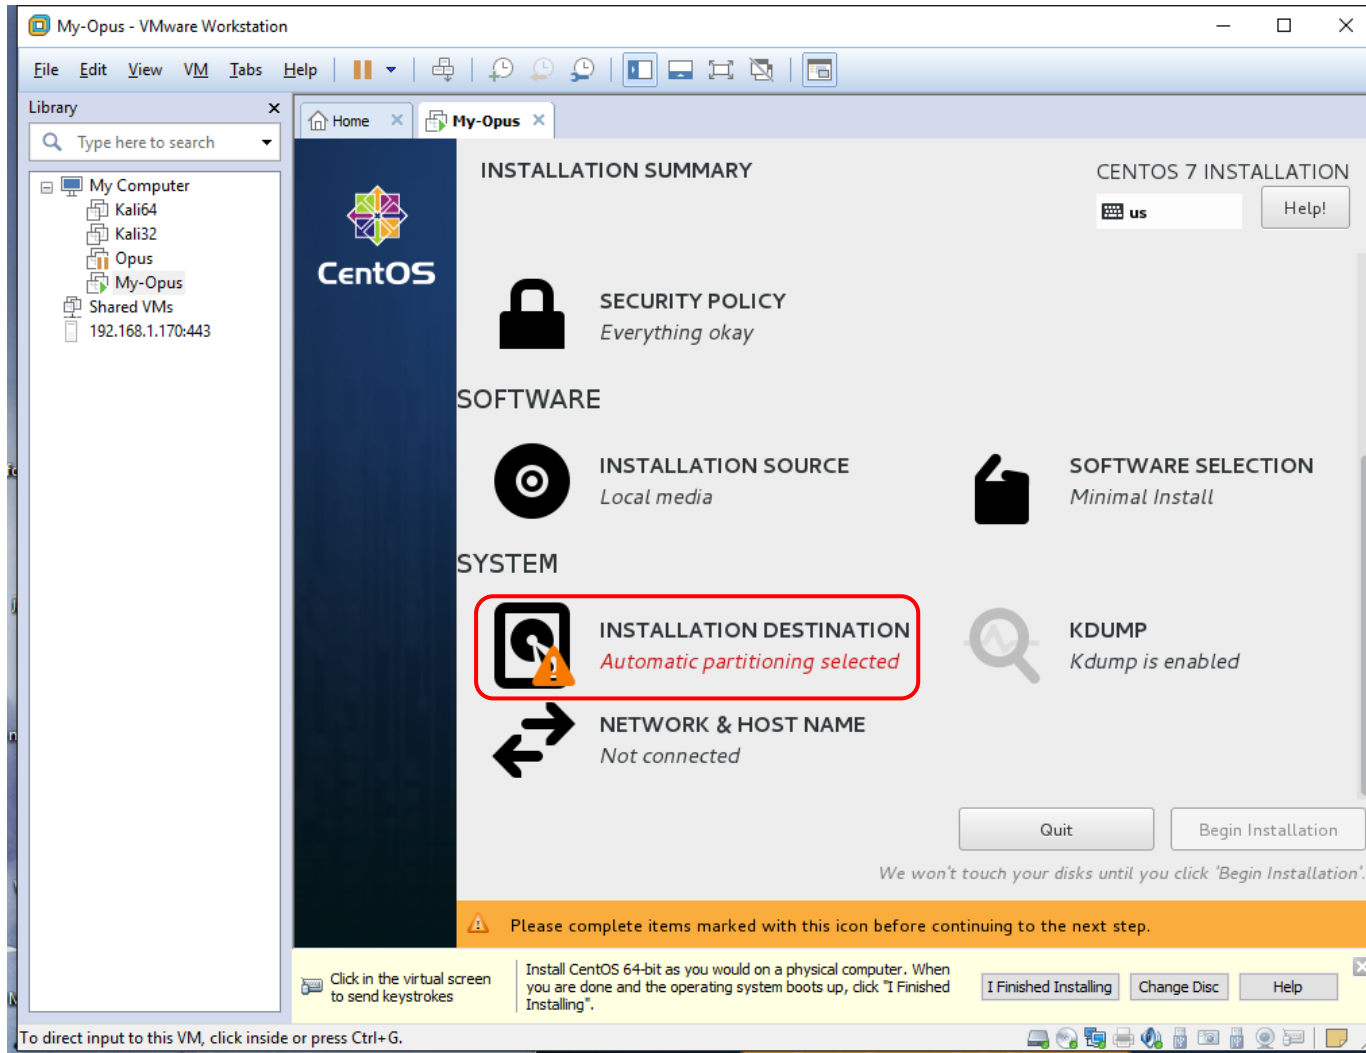 My-Opus - VMware Workstation
File Edit View VM Tabs Help
Library
Type here to search
My Computer
Kali64
Kali32
Opus
My-Opus
Shared VMs
192.168.1.170:443
Home
My-Opus
CentOS
INSTALLATION SUMMARY
CENTOS 7 INSTALLATION
us
Help!
SECURITY POLICY
Everything okay
SOFTWARE
INSTALLATION SOURCE
Local media
SOFTWARE SELECTION
Minimal Install
SYSTEM
INSTALLATION DESTINATION
Automatic partitioning selected
KDUMP
Kdump is enabled
NETWORK & HOST NAME
Not connected
Quit
Begin Installation
We won't touch your disks until you click 'Begin Installation'.
Please complete items marked with this icon before continuing to the next step.
Click in the virtual screen
to send keystrokes
Install CentOS 64-bit as you would on a physical computer. When
you are done and the operating system boots up, click "I Finished
Installing".
I Finished Installing
Change Disc
Help
To direct input to this VM, click inside or press Ctrl+G.